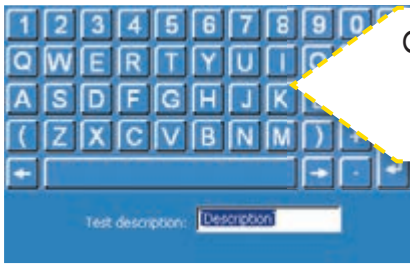 1 2 3 4 5 6 7 8 9 0
Q W E R T Y U I
A S D F G H J K
( Z X C V B N M )
← → .
Test description: Description